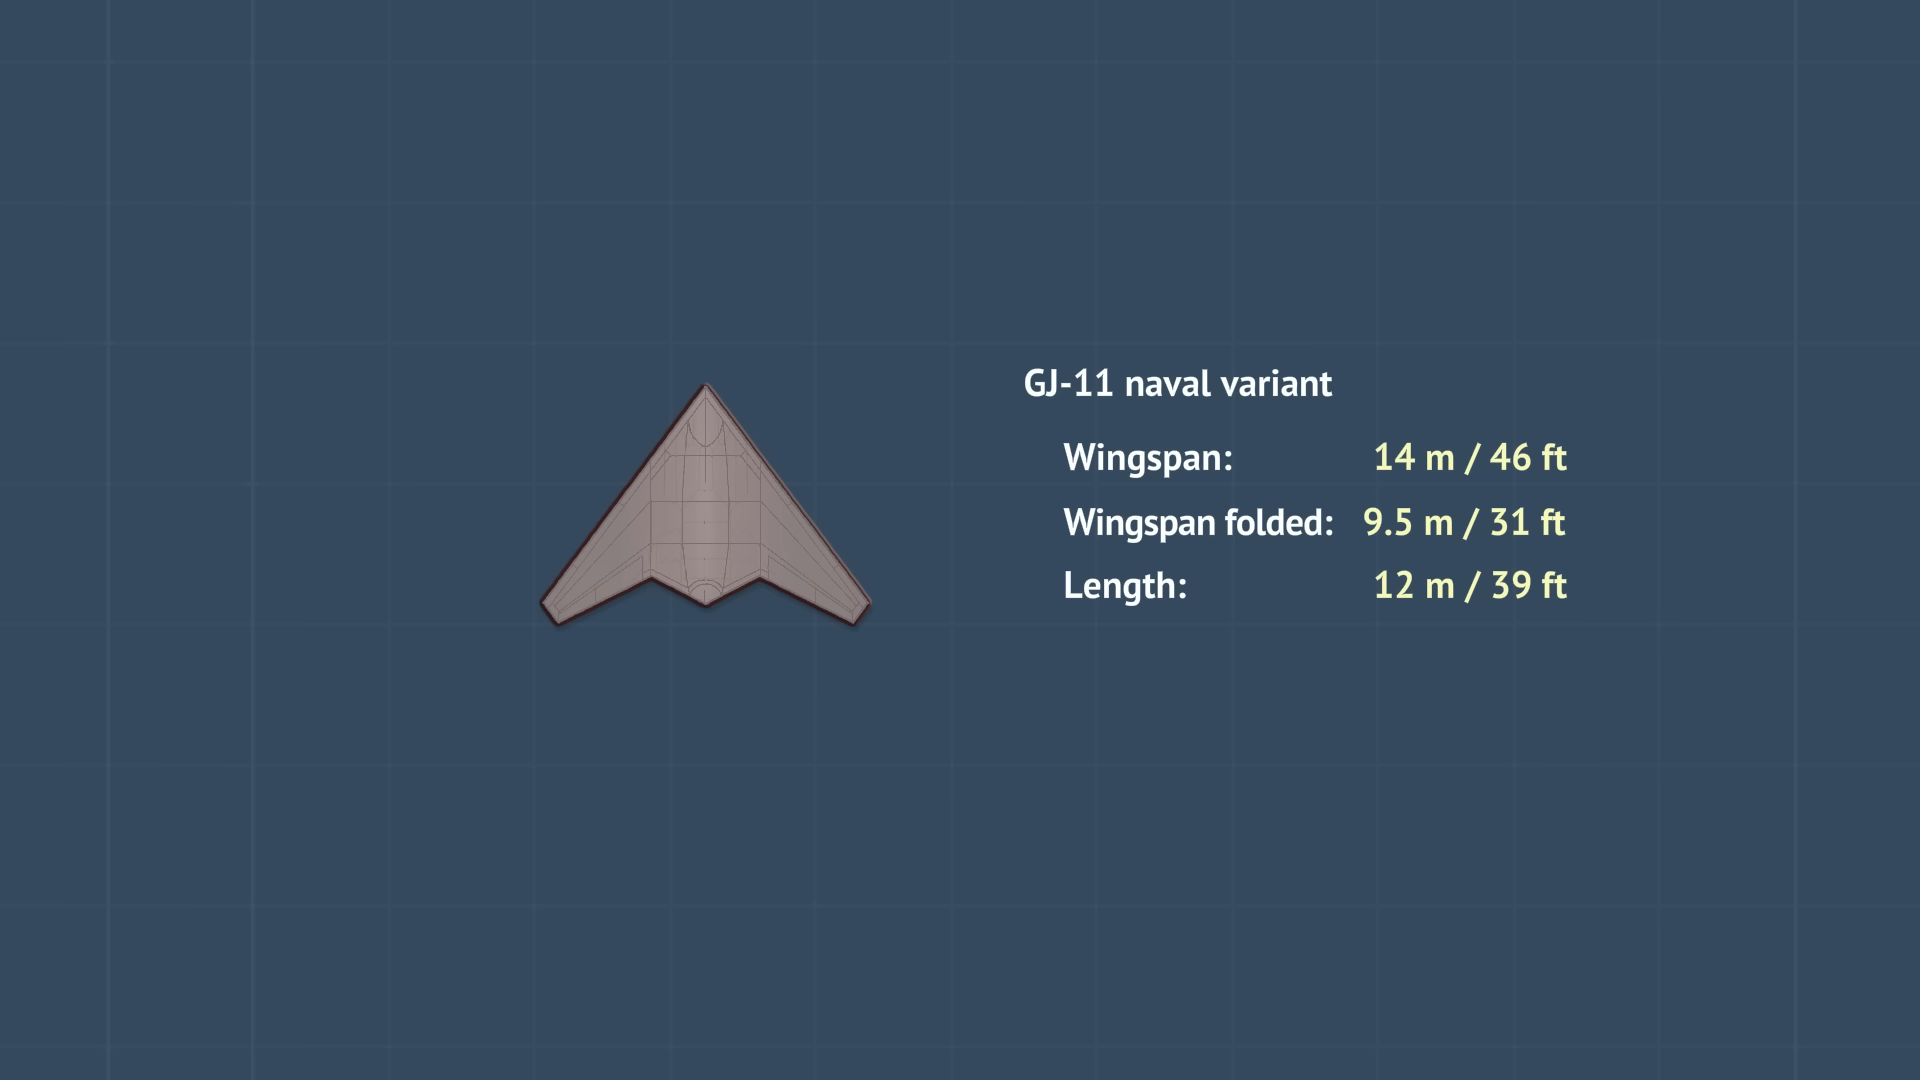 GJ-11 naval variant
Wingspan: 14 m / 46 ft
Wingspan folded: 9.5 m / 31 ft
Length: 12 m / 39 ft